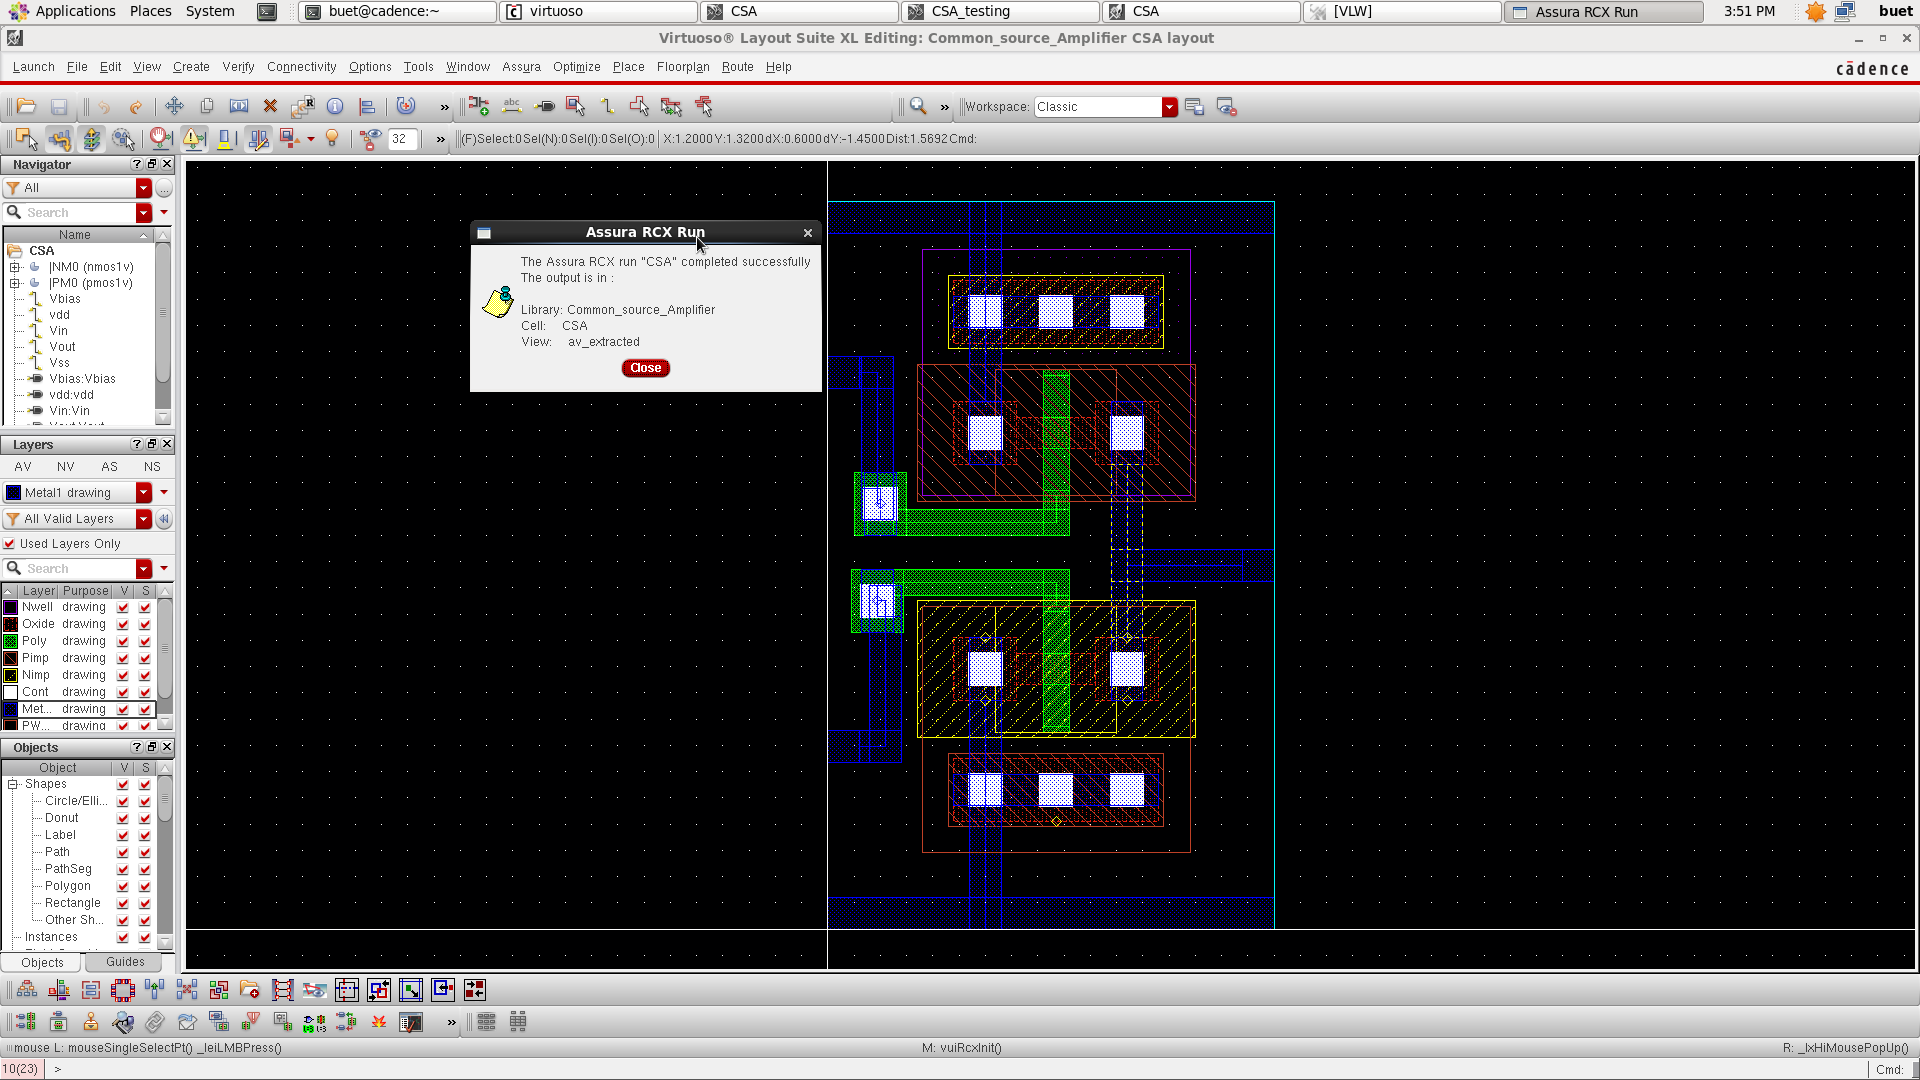 Applications Places System
buet@cadence:~
virtuoso
CSA
CSA_testing
CSA
[VLW]
Assura RCX Run
3:51 PM
buet
Virtuoso® Layout Suite XL Editing: Common_source_Amplifier CSA layout
Launch File Edit View Create Verify Connectivity Options Tools Window Assura Optimize Place Floorplan Route Help
cādence
Workspace: Classic
32
(F)Select:0 Sel(N):0 Sel(I):0 Sel(O):0 X:1.2000 Y:1.3200 dX:0.6000 dY:-1.4500 Dist:1.5692 Cmd:
Navigator
All
Search
Name
CSA
|NM0 (nmos1v)
|PM0 (pmos1v)
Vbias
vdd
Vin
Vout
Vss
Vbias:Vbias
vdd:vdd
Vin:Vin
Layers
AV NV AS NS
Metal1 drawing
All Valid Layers
Used Layers Only
Search
Layer Purpose V S
Nwell drawing
Oxide drawing
Poly drawing
Pimp drawing
Nimp drawing
Cont drawing
Met... drawing
PW... drawing
Objects
Object V S
Shapes
Circle/Elli...
Donut
Label
Path
PathSeg
Polygon
Rectangle
Other Sh...
Instances
Objects Guides
Assura RCX Run
The Assura RCX run "CSA" completed successfully
The output is in :
Library: Common_source_Amplifier
Cell: CSA
View: av_extracted
Close
mouse L: mouseSingleSelectPt() _leiLMBPress()
M: vuiRcxInit()
R: _lxHiMousePopUp()
10(23) >
Cmd: